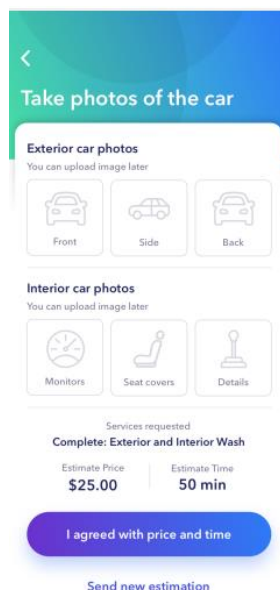 Take photos of the car
Exterior car photos
You can upload image later
Front Side Back
Interior car photos
You can upload image later
Monitors Seat covers Details
Services requested
Complete: Exterior and Interior Wash
Estimate Price Estimate Time
$25.00 50 min
I agreed with price and time
Send new estimation